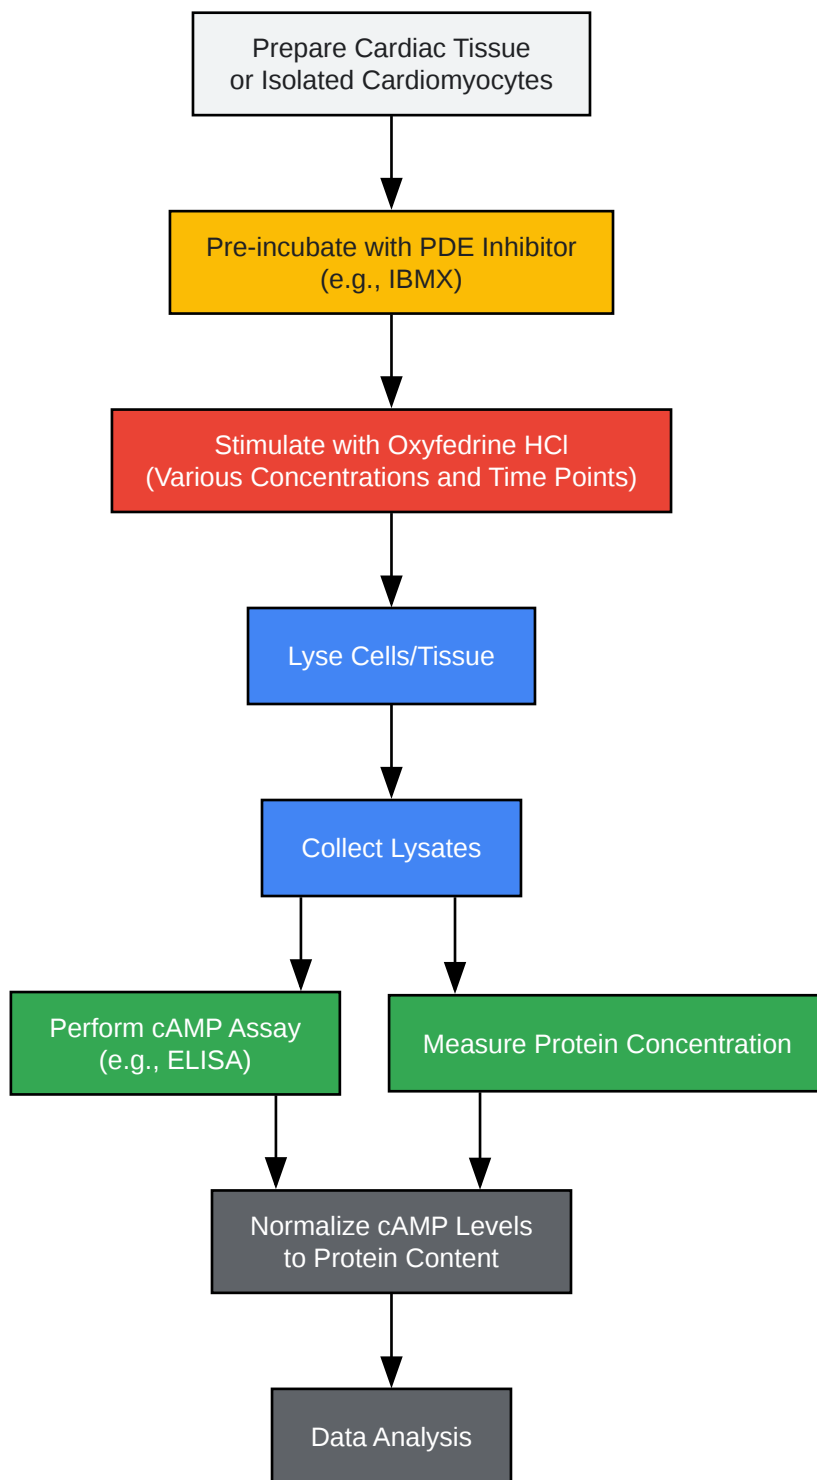 Prepare Cardiac Tissue
or Isolated Cardiomyocytes
Pre-incubate with PDE Inhibitor
(e.g., IBMX)
Stimulate with Oxyfedrine HCl
(Various Concentrations and Time Points)
Lyse Cells/Tissue
Collect Lysates
Perform cAMP Assay
(e.g., ELISA)
Measure Protein Concentration
Normalize cAMP Levels
to Protein Content
Data Analysis